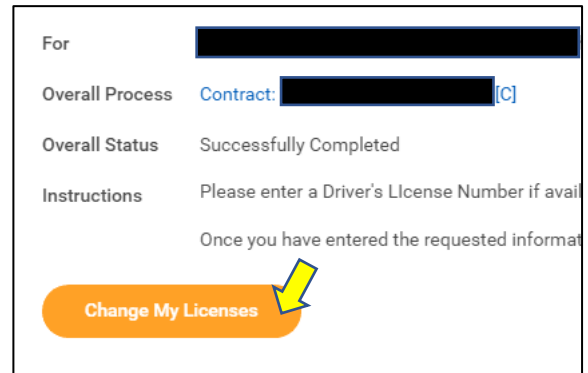 For
Overall Process Contract: [C]
Overall Status Successfully Completed
Instructions Please enter a Driver's LIcense Number if avail
Once you have entered the requested informat
Change My Licenses